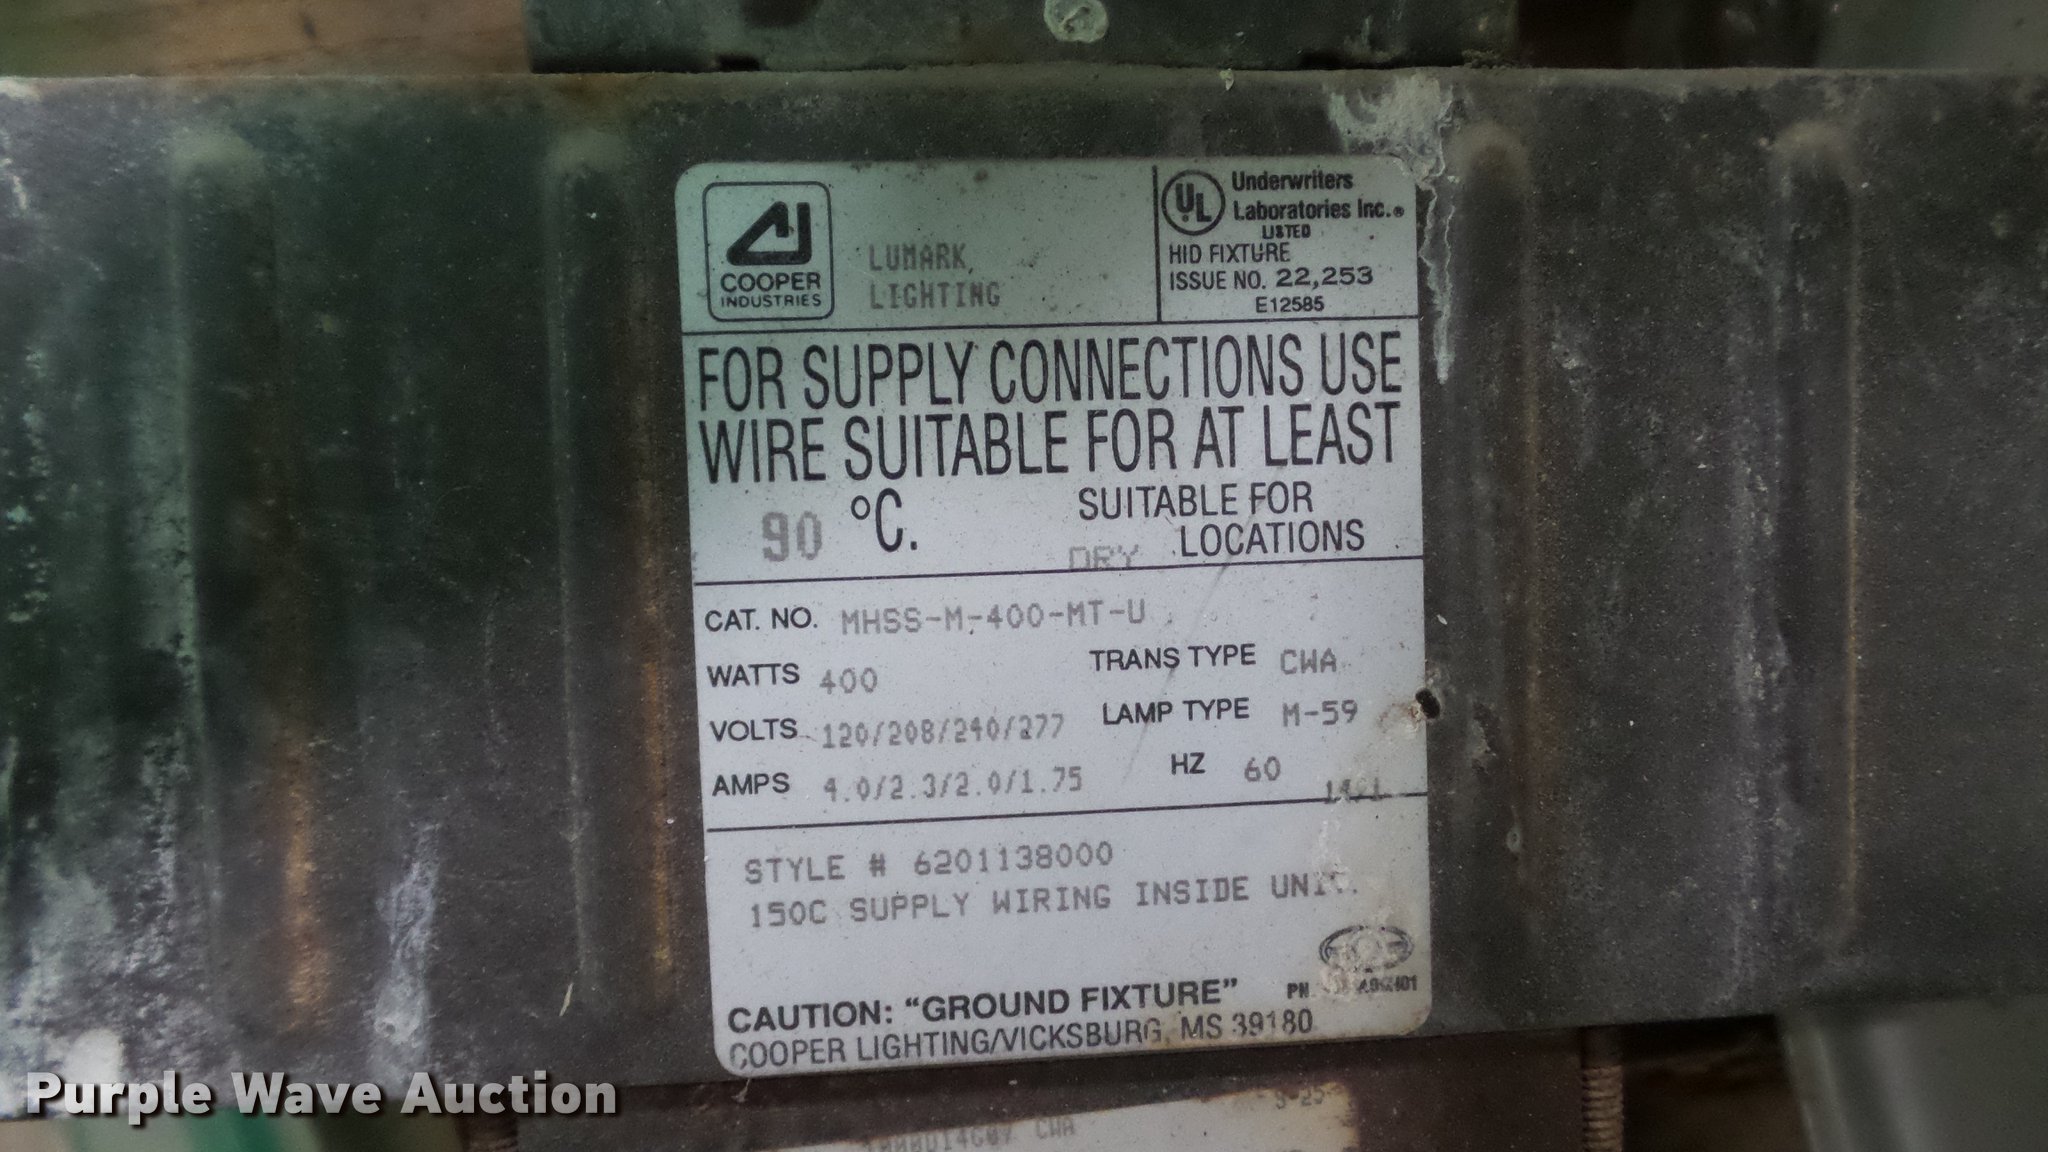 COOPER
INDUSTRIES
LUMARK
LIGHTING
UL
Underwriters
Laboratories Inc.®
LISTED
HID FIXTURE
ISSUE NO. 22,253
E12585
FOR SUPPLY CONNECTIONS USE
WIRE SUITABLE FOR AT LEAST
90 °C.
SUITABLE FOR
DRY LOCATIONS
CAT. NO. MHSS-M-400-MT-U
WATTS 400
TRANS TYPE CWA
VOLTS 120/208/240/277
LAMP TYPE M-59
AMPS 4.0/2.3/2.0/1.75
HZ 60
STYLE # 6201138000
150C SUPPLY WIRING INSIDE UNIT.
CAUTION: "GROUND FIXTURE"
PN
COOPER LIGHTING/VICKSBURG, MS 39180
CWA
Purple Wave Auction